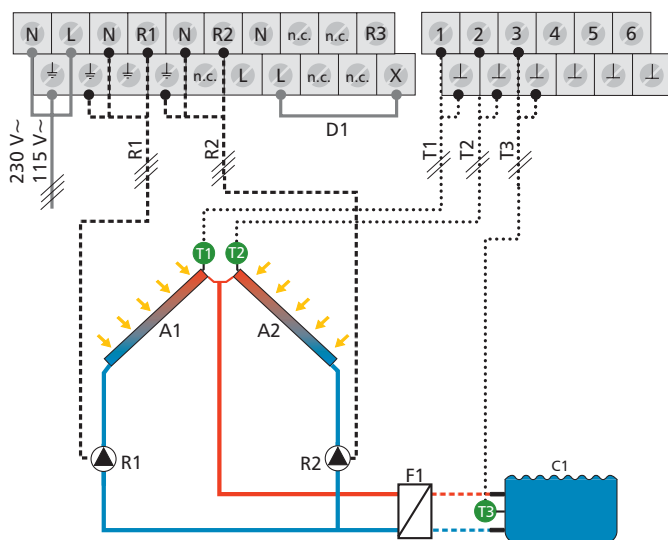 N L N R1 N R2 N n.c. n.c. R3
1 2 3 4 5 6
n.c. L L n.c. n.c. X
D1
230 V~
115 V~
R1
R2
T1
T2
T3
T1
T2
A1
A2
R1
R2
F1
C1
T3